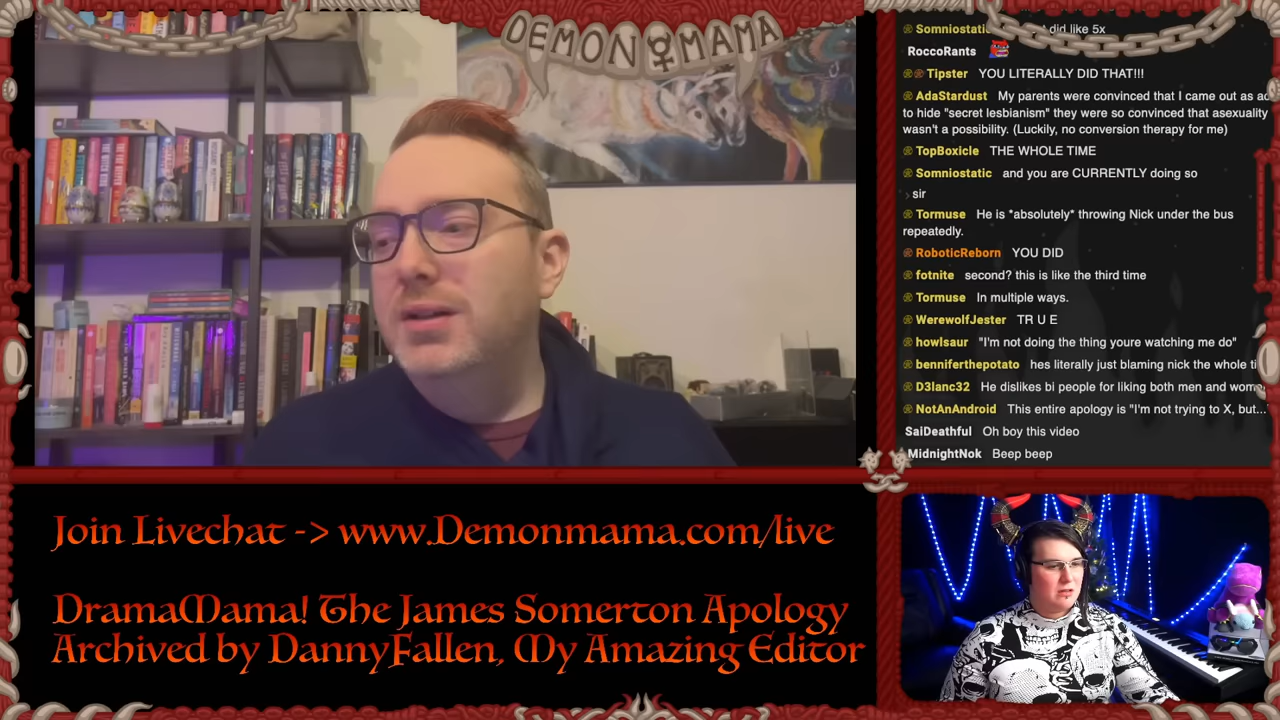 DEMON MAMA
Somniostatic did like 5x
RoccoRants
Tipster YOU LITERALLY DID THAT!!!
AdaStardust My parents were convinced that I came out as ac
to hide "secret lesbianism" they were so convinced that asexuality
wasn't a possibility. (Luckily, no conversion therapy for me)
TopBoxicle THE WHOLE TIME
Somniostatic and you are CURRENTLY doing so
sir
Tormuse He is *absolutely* throwing Nick under the bus
repeatedly.
RoboticReborn YOU DID
fotnite second? this is like the third time
Tormuse In multiple ways.
WerewolfJester TR U E
howlsaur "I'm not doing the thing youre watching me do"
benniferthepotato hes literally just blaming nick the whole ti
D3lanc32 He dislikes bi people for liking both men and wome
NotAnAndroid This entire apology is "I'm not trying to X, but...
SaiDeathful Oh boy this video
MidnightNok Beep beep
Join Livechat -> www.Demonmama.com/live
DramaMama! The James Somerton Apology
Archived by DannyFallen, My Amazing Editor